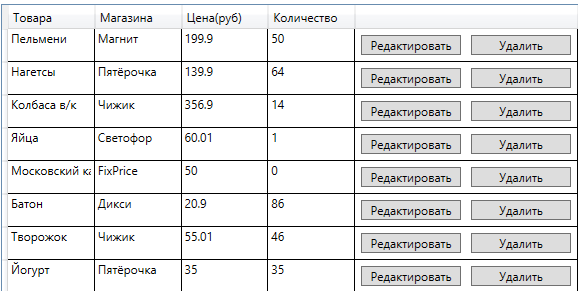 Товара Магазина Цена(руб) Количество
Пельмени Магнит 199.9 50 Редактировать Удалить
Нагетсы Пятёрочка 139.9 64 Редактировать Удалить
Колбаса в/к Чижик 356.9 14 Редактировать Удалить
Яйца Светофор 60.01 1 Редактировать Удалить
Московский ка FixPrice 50 0 Редактировать Удалить
Батон Дикси 20.9 86 Редактировать Удалить
Творожок Чижик 55.01 46 Редактировать Удалить
Йогурт Пятёрочка 35 35 Редактировать Удалить